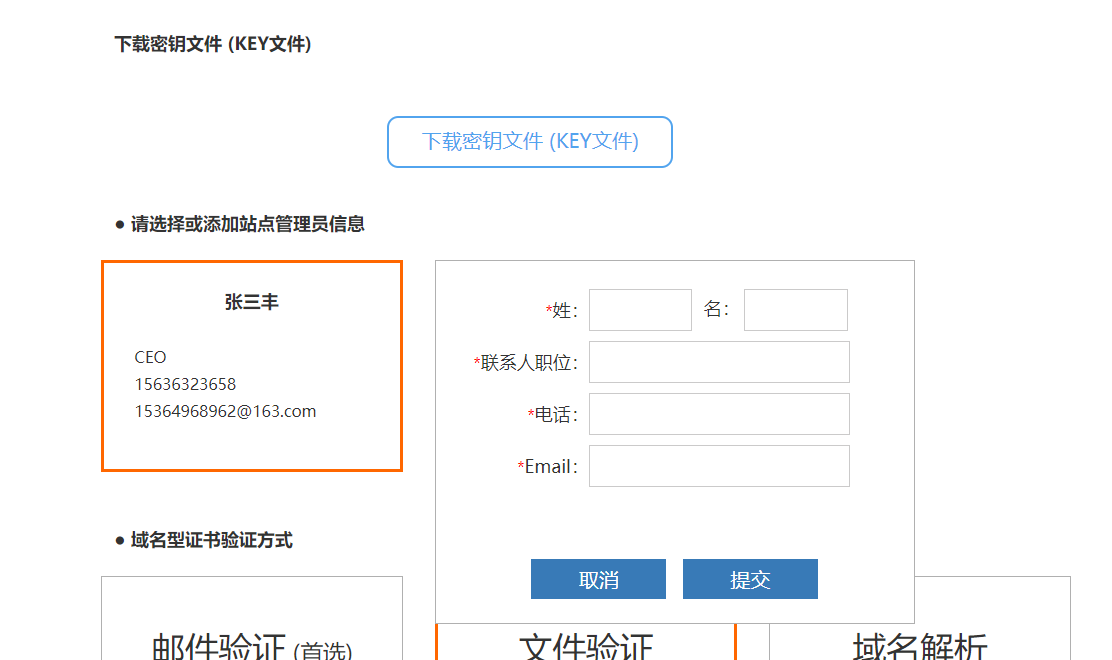 下载密钥文件 (KEY文件)
下载密钥文件 (KEY文件)
● 请选择或添加站点管理员信息
张三丰
CEO
15636323658
15364968962@163.com
*姓： 名：
*联系人职位：
*电话：
*Email：
取消 提交
● 域名型证书验证方式
邮件验证 (首选) 文件验证 域名解析